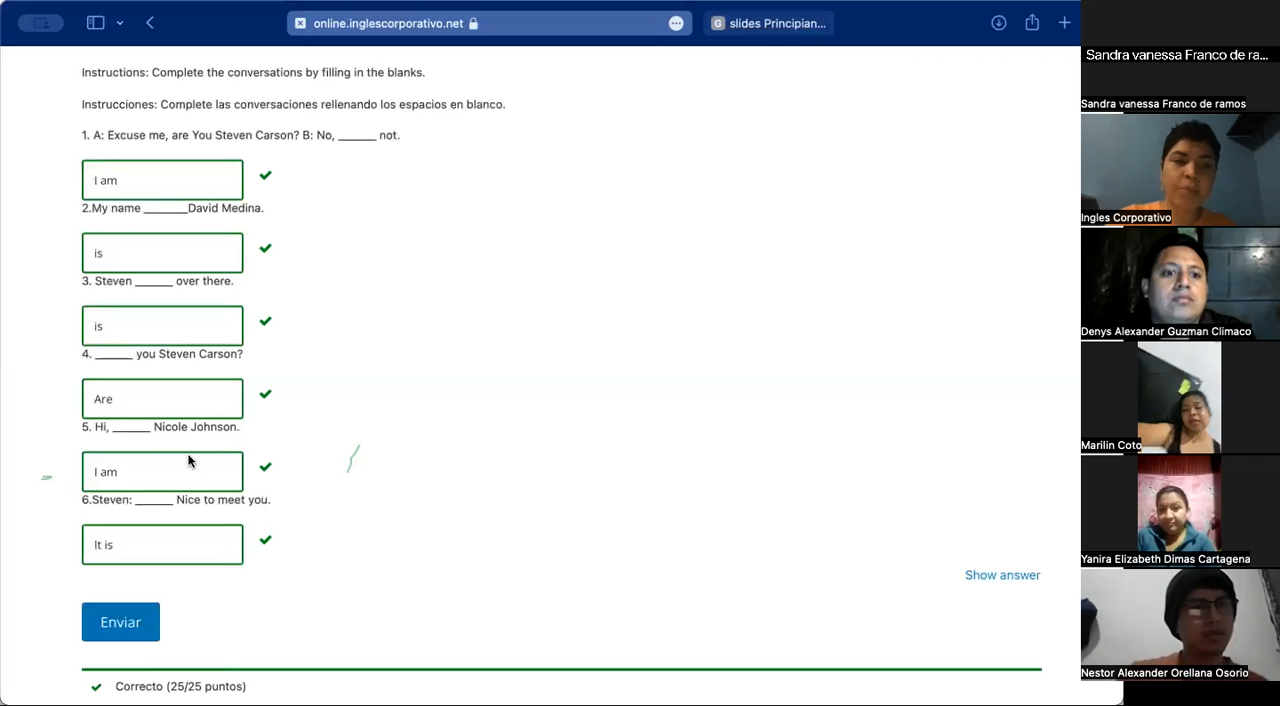 online.inglescorporativo.net
G slides Principian...
Instructions: Complete the conversations by filling in the blanks.
Instrucciones: Complete las conversaciones rellenando los espacios en blanco.
1. A: Excuse me, are You Steven Carson? B: No, ______ not.
I am
2.My name _______David Medina.
is
3. Steven ______ over there.
is
4. ______ you Steven Carson?
Are
5. Hi, ______ Nicole Johnson.
I am
6.Steven: ______ Nice to meet you.
It is
Show answer
Enviar
Correcto (25/25 puntos)
Sandra vanessa Franco de ra...
Sandra vanessa Franco de ramos
Ingles Corporativo
Denys Alexander Guzman Climaco
Marilin Coto
Yanira Elizabeth Dimas Cartagena
Nestor Alexander Orellana Osorio